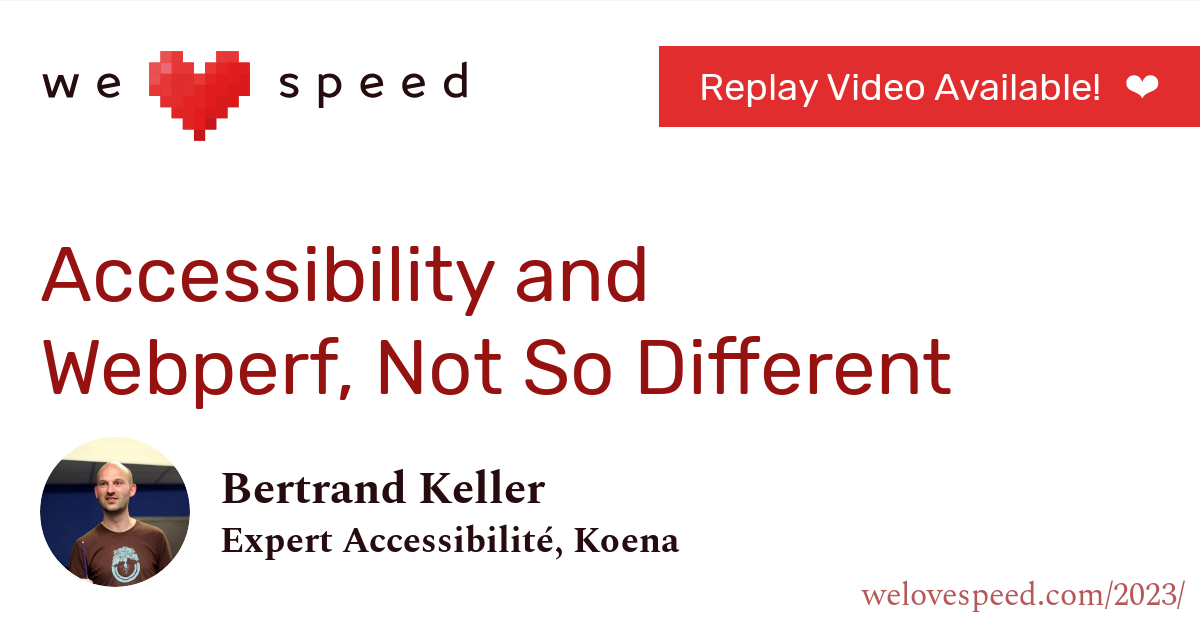 we speed
Replay Video Available! ❤
Accessibility and
Webperf, Not So Different
Bertrand Keller
Expert Accessibilité, Koena
welovespeed.com/2023/